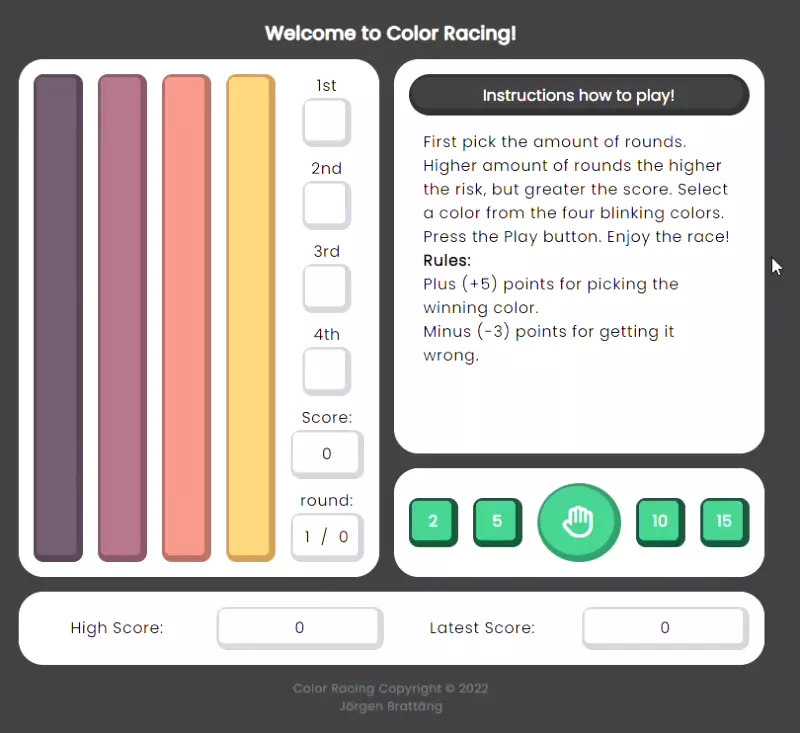 Welcome to Color Racing!
1st
2nd
3rd
4th
Score:
0
round:
1 / 0
Instructions how to play!
First pick the amount of rounds.
Higher amount of rounds the higher
the risk, but greater the score. Select
a color from the four blinking colors.
Press the Play button. Enjoy the race!
Rules:
Plus (+5) points for picking the
winning color.
Minus (-3) points for getting it
wrong.
2 5 10 15
High Score: 0 Latest Score: 0
Color Racing Copyright © 2022
Jörgen Brattäng